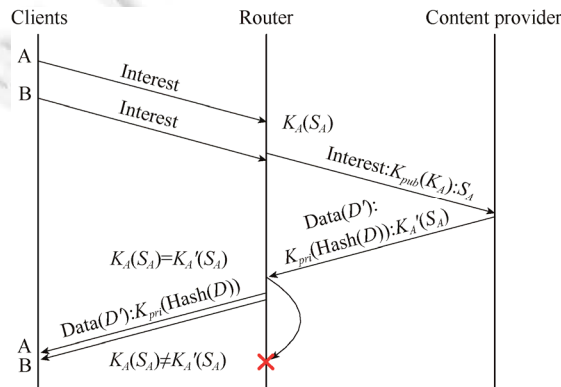 Clients Router Content provider
A
Interest
B
Interest
K_A(S_A)
Interest:K_pub(K_A):S_A
Data(D'):
K_pri(Hash(D)):K_A'(S_A)
K_A(S_A)=K_A'(S_A)
Data(D'):K_pri(Hash(D))
A
B
K_A(S_A)≠K_A'(S_A)